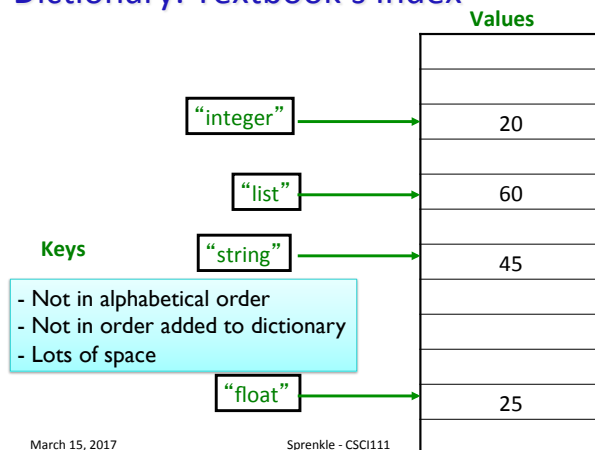 Dictionary: Textbook's Index
Values
"integer"
20
"list"
60
Keys
"string"
45
- Not in alphabetical order
- Not in order added to dictionary
- Lots of space
"float"
25
March 15, 2017
Sprenkle - CSCI111